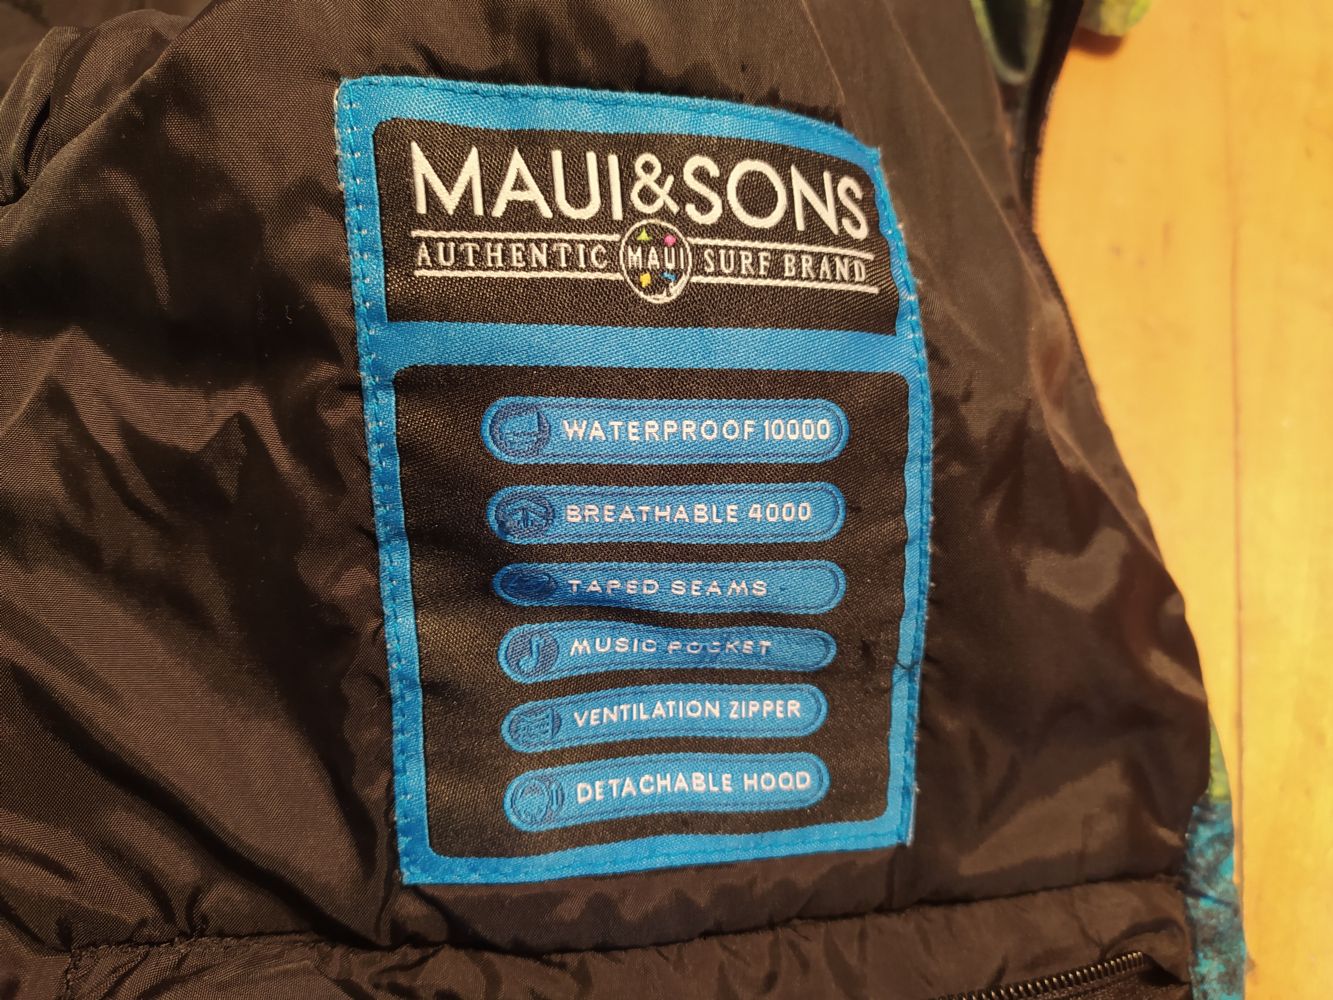 MAUI&SONS
AUTHENTIC MAUI SURF BRAND
WATERPROOF 10000
BREATHABLE 4000
TAPED SEAMS
MUSIC POCKET
VENTILATION ZIPPER
DETACHABLE HOOD